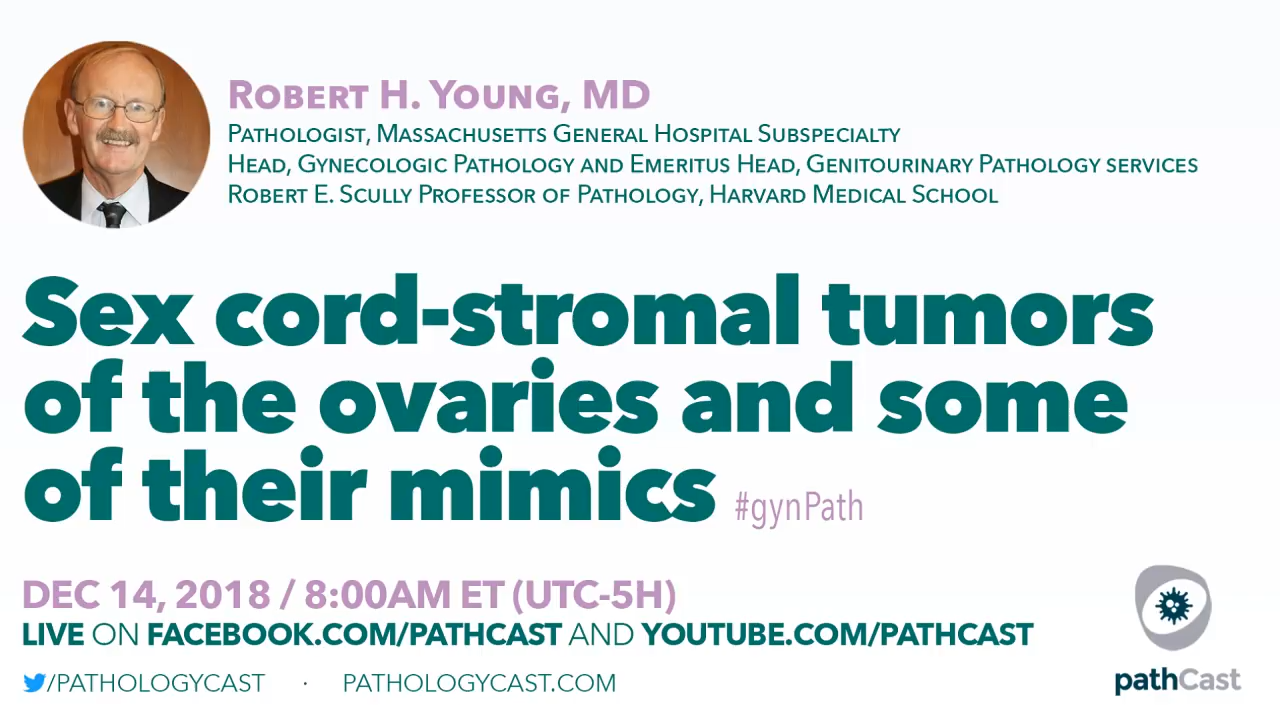 Robert H. Young, MD
Pathologist, Massachusetts General Hospital Subspecialty
Head, Gynecologic Pathology and Emeritus Head, Genitourinary Pathology services
Robert E. Scully Professor of Pathology, Harvard Medical School
Sex cord-stromal tumors
of the ovaries and some
of their mimics #gynPath
DEC 14, 2018 / 8:00AM ET (UTC-5H)
LIVE ON FACEBOOK.COM/PATHCAST AND YOUTUBE.COM/PATHCAST
/PATHOLOGYCAST · PATHOLOGYCAST.COM
pathCast